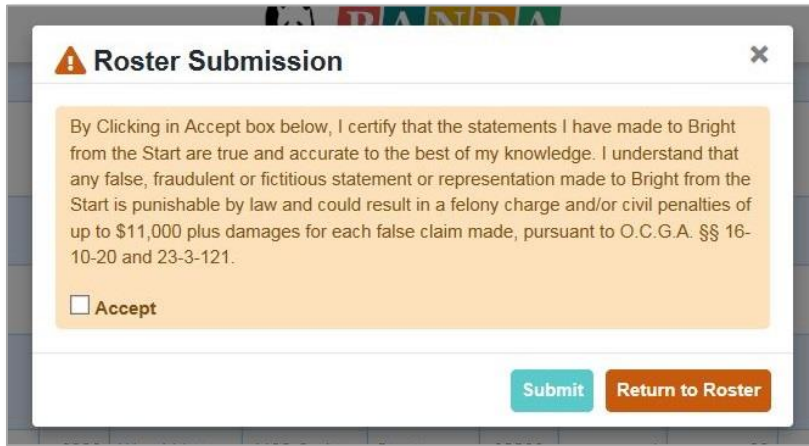 PANDA
Roster Submission
×
By Clicking in Accept box below, I certify that the statements I have made to Bright
from the Start are true and accurate to the best of my knowledge. I understand that
any false, fraudulent or fictitious statement or representation made to Bright from the
Start is punishable by law and could result in a felony charge and/or civil penalties of
up to $11,000 plus damages for each false claim made, pursuant to O.C.G.A. §§ 16-
10-20 and 23-3-121.
Accept
Submit Return to Roster